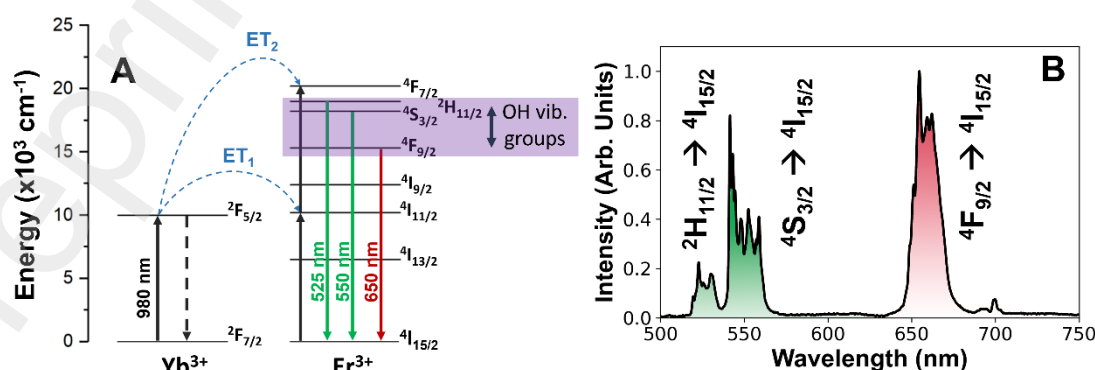 A
Energy (x10³ cm⁻¹)
25
20
15
10
5
0
ET₂
ET₁
⁴F₇/₂
²H₁₁/₂
⁴S₃/₂
OH vib.
groups
⁴F₉/₂
⁴I₉/₂
⁴I₁₁/₂
⁴I₁₃/₂
⁴I₁₅/₂
²F₅/₂
²F₇/₂
980 nm
525 nm
550 nm
650 nm
Yb³⁺
Er³⁺
B
Intensity (Arb. Units)
1.0
0.8
0.6
0.4
0.2
0.0
²H₁₁/₂ → ⁴I₁₅/₂
⁴S₃/₂ → ⁴I₁₅/₂
⁴F₉/₂ → ⁴I₁₅/₂
500 550 600 650 700 750
Wavelength (nm)